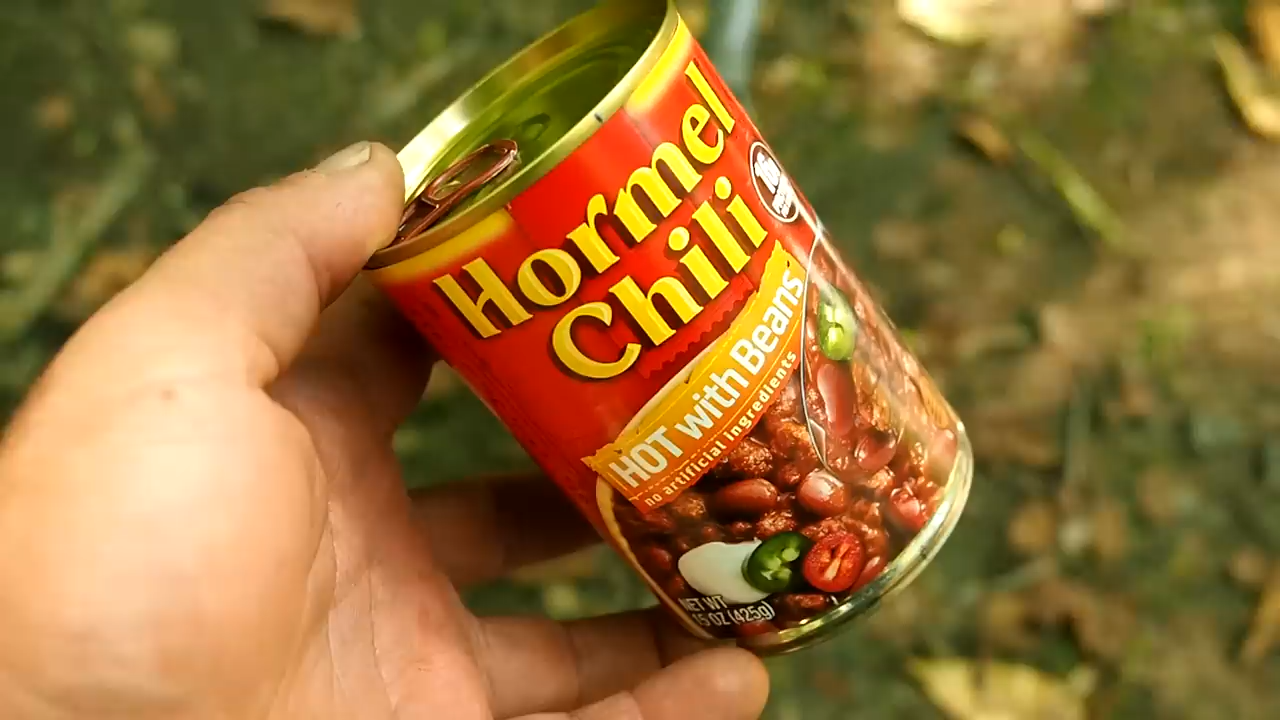 Hormel
Chili
HOT with Beans
no artificial ingredients
NET WT
15 OZ (425g)